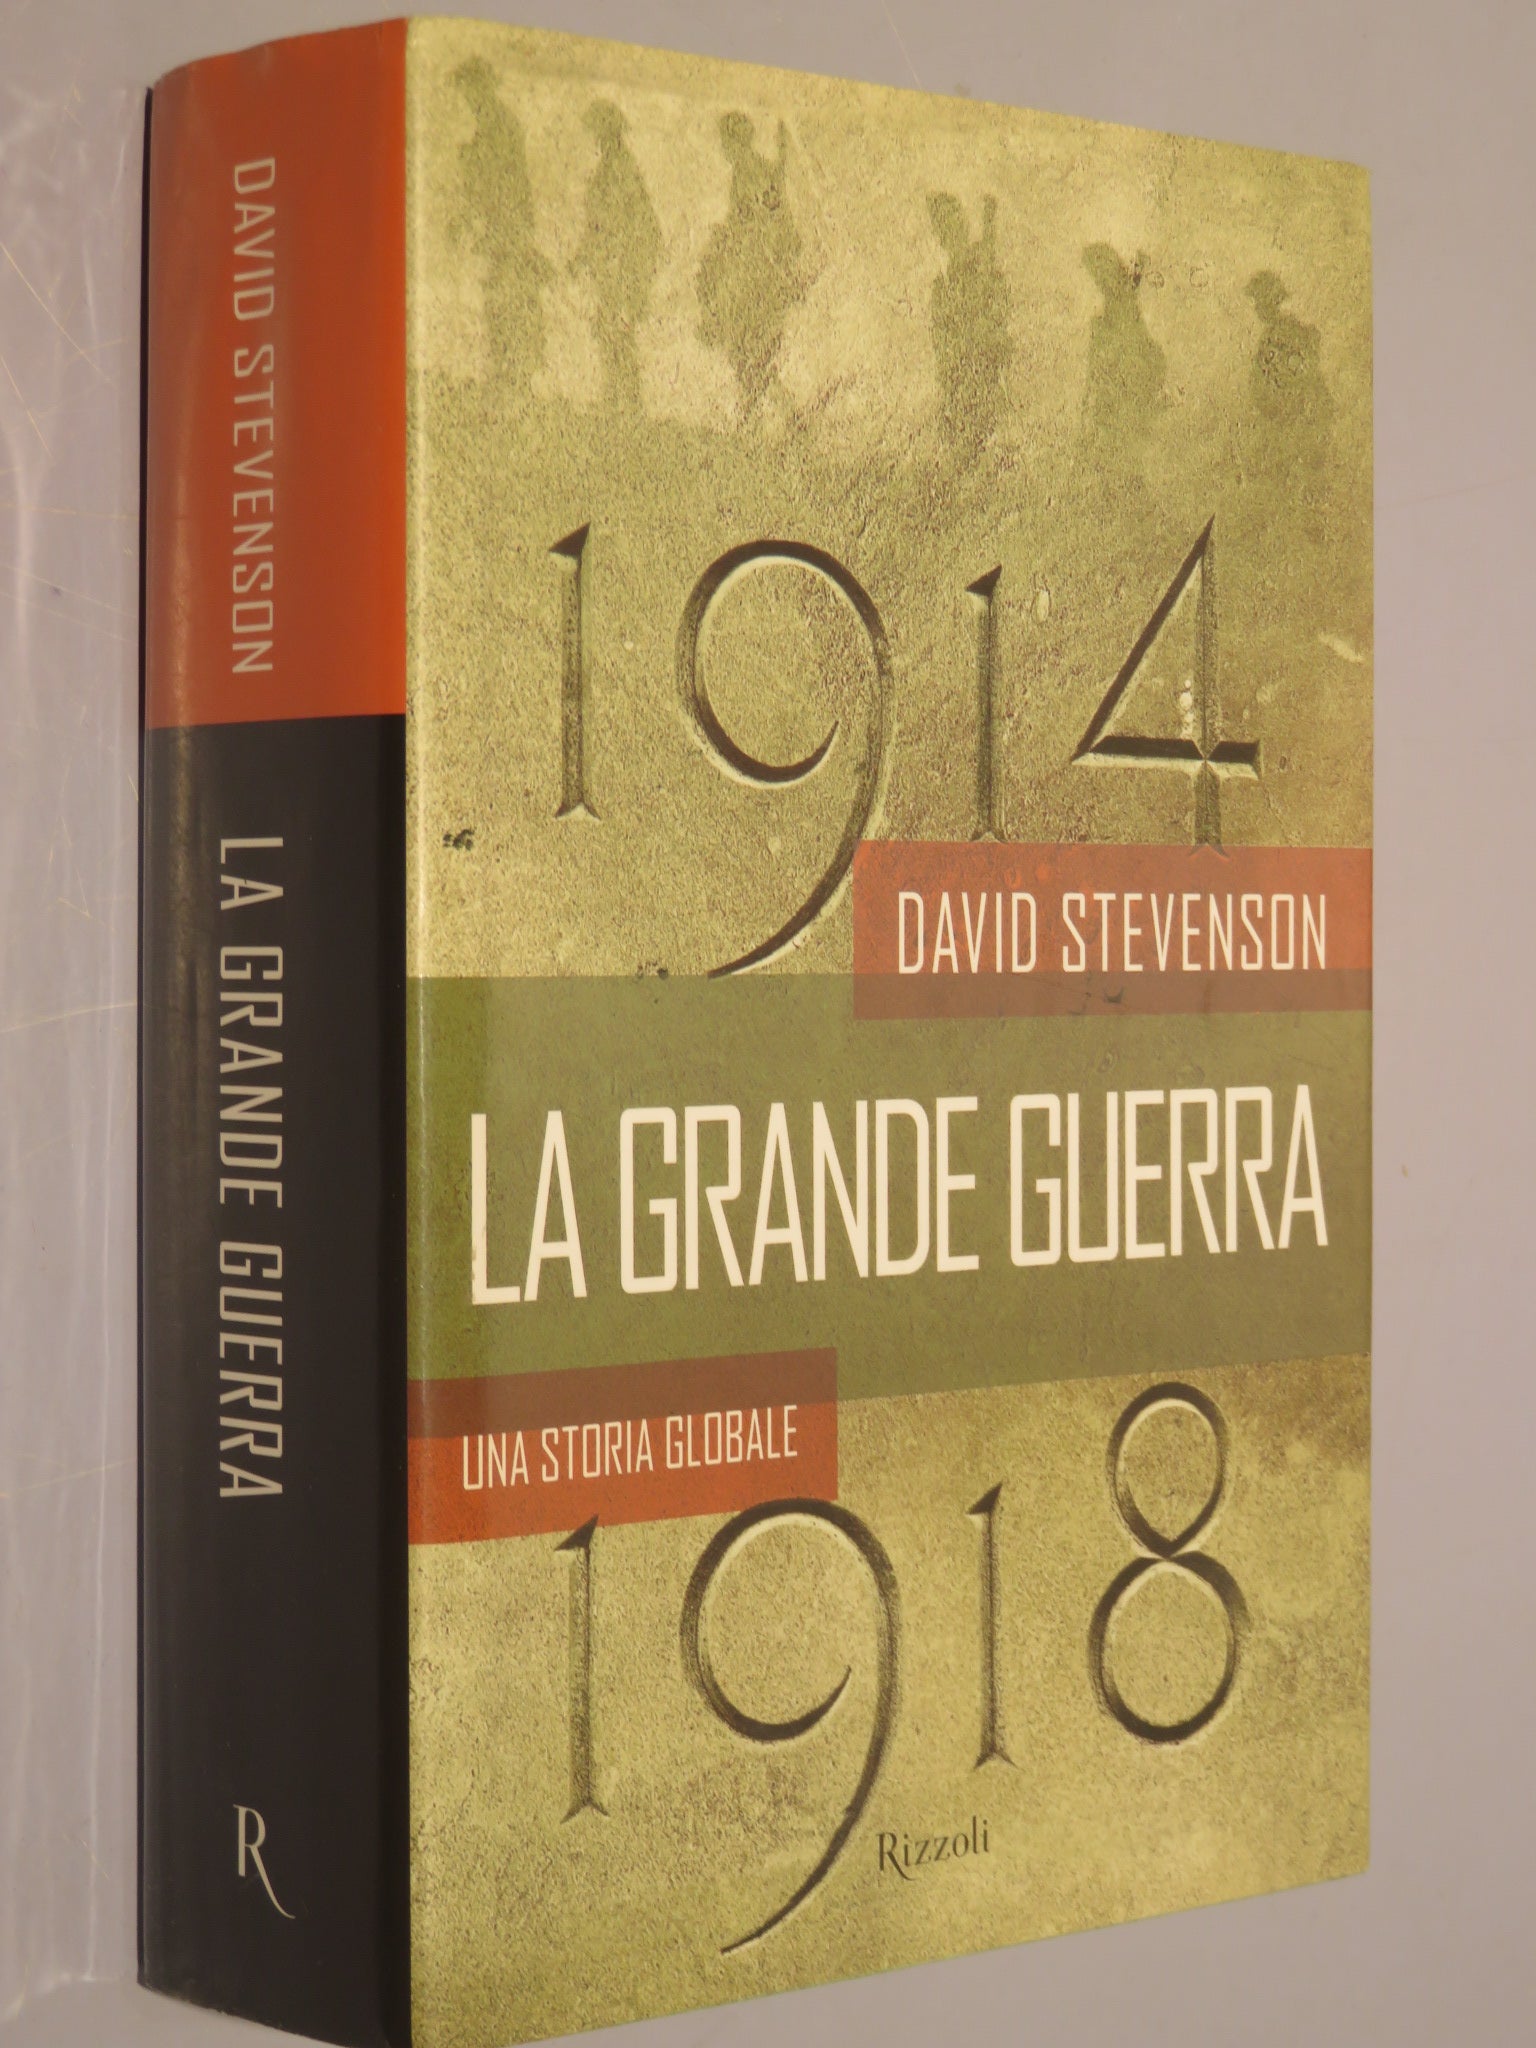 DAVID STEVENSON
LA GRANDE GUERRA
R
1914
DAVID STEVENSON
LA GRANDE GUERRA
UNA STORIA GLOBALE
1918
Rizzoli